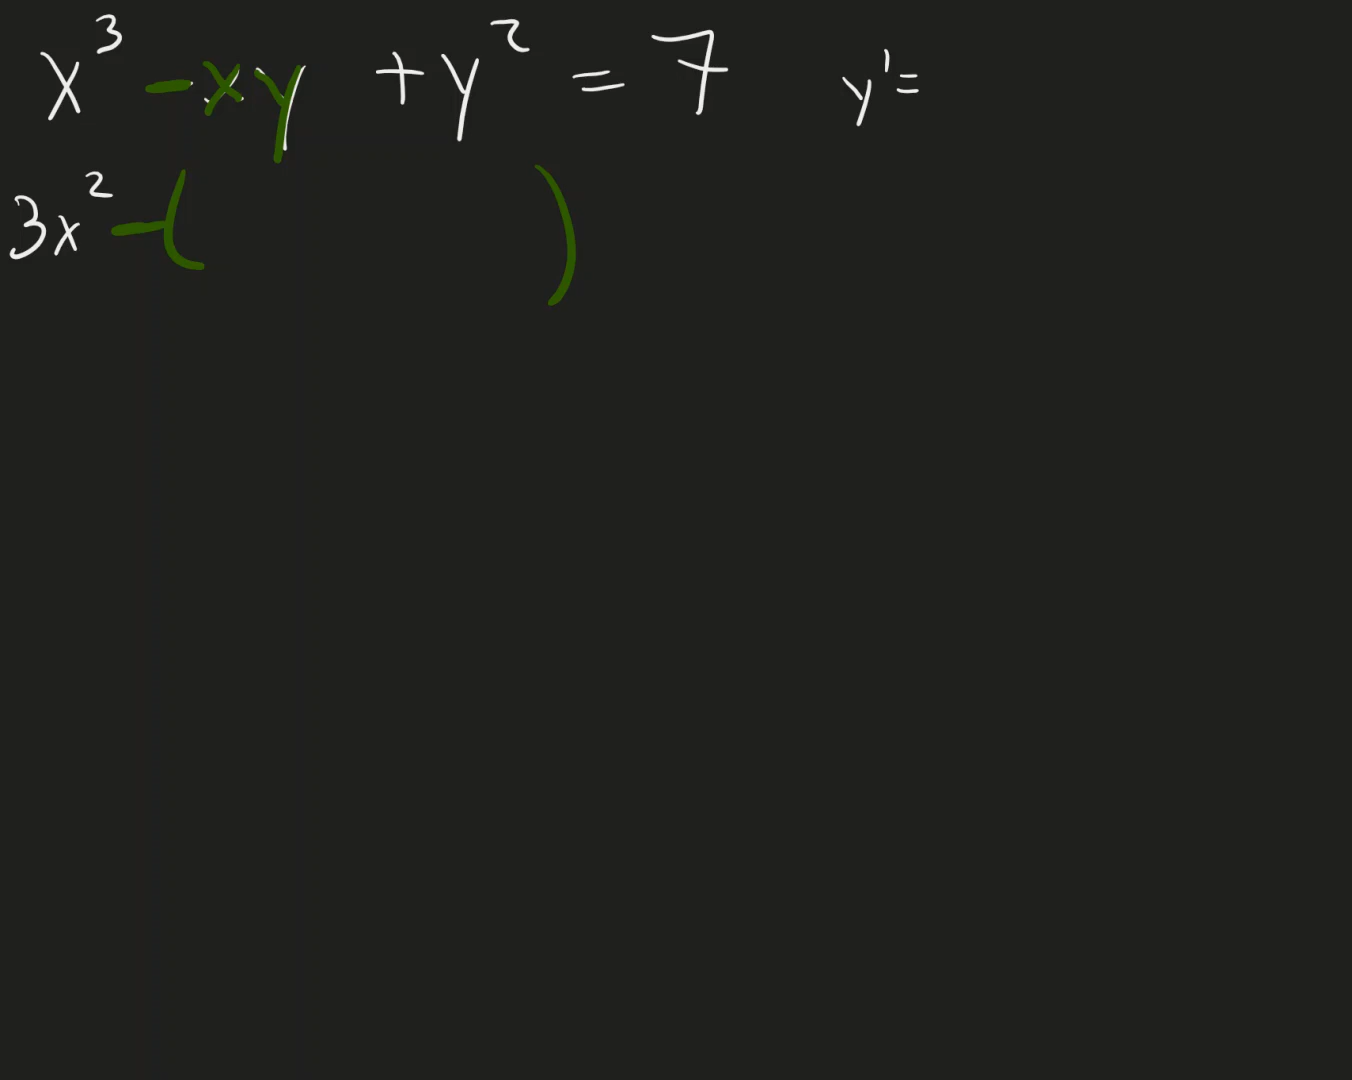 x³ - xy + y² = 7   y' =
3x² - (          )